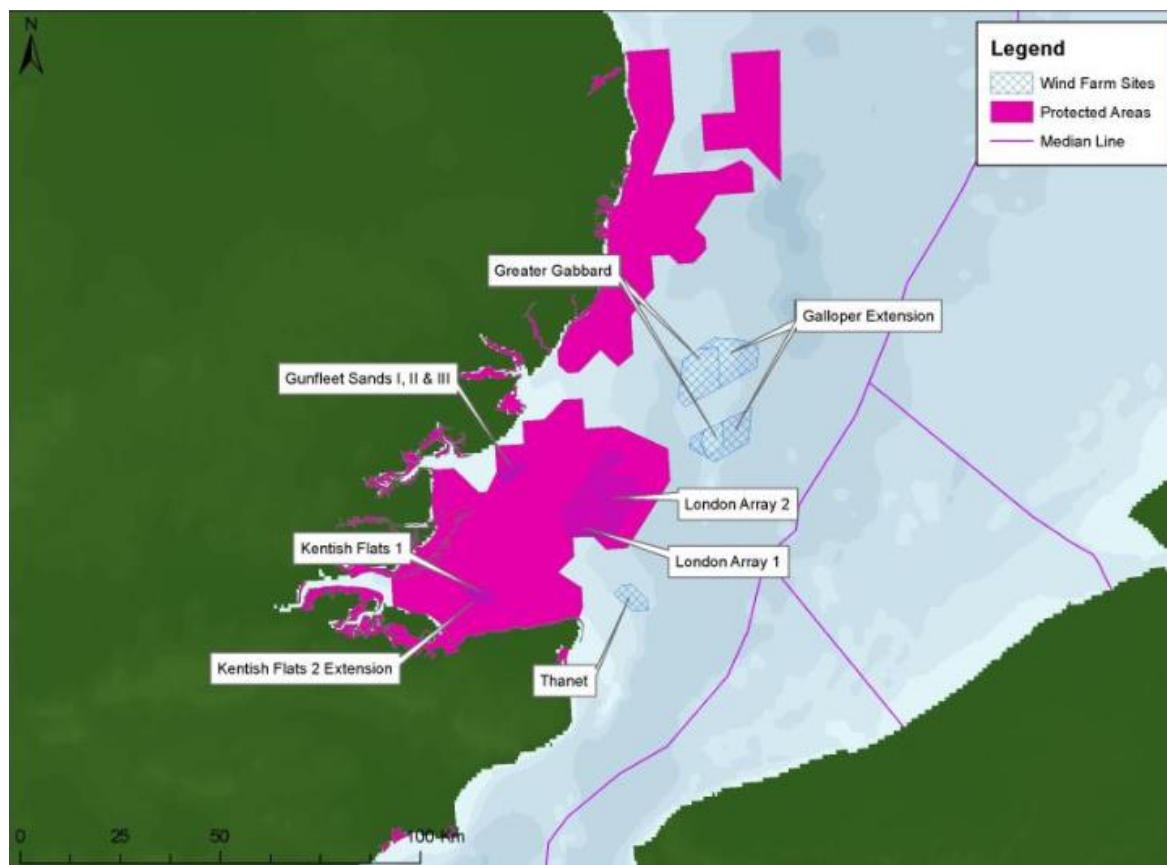 N
Legend
Wind Farm Sites
Protected Areas
Median Line
Greater Gabbard
Galloper Extension
Gunfleet Sands I, II & III
London Array 2
Kentish Flats 1
London Array 1
Kentish Flats 2 Extension
Thanet
0 25 50 100 Km